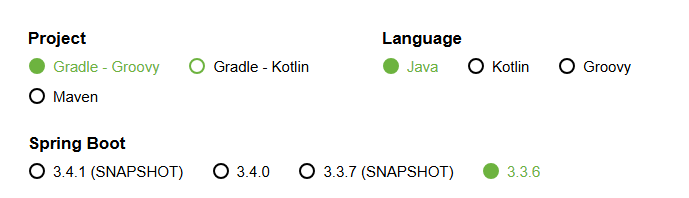 Project
Gradle - Groovy Gradle - Kotlin
Maven
Language
Java Kotlin Groovy
Spring Boot
3.4.1 (SNAPSHOT) 3.4.0 3.3.7 (SNAPSHOT) 3.3.6